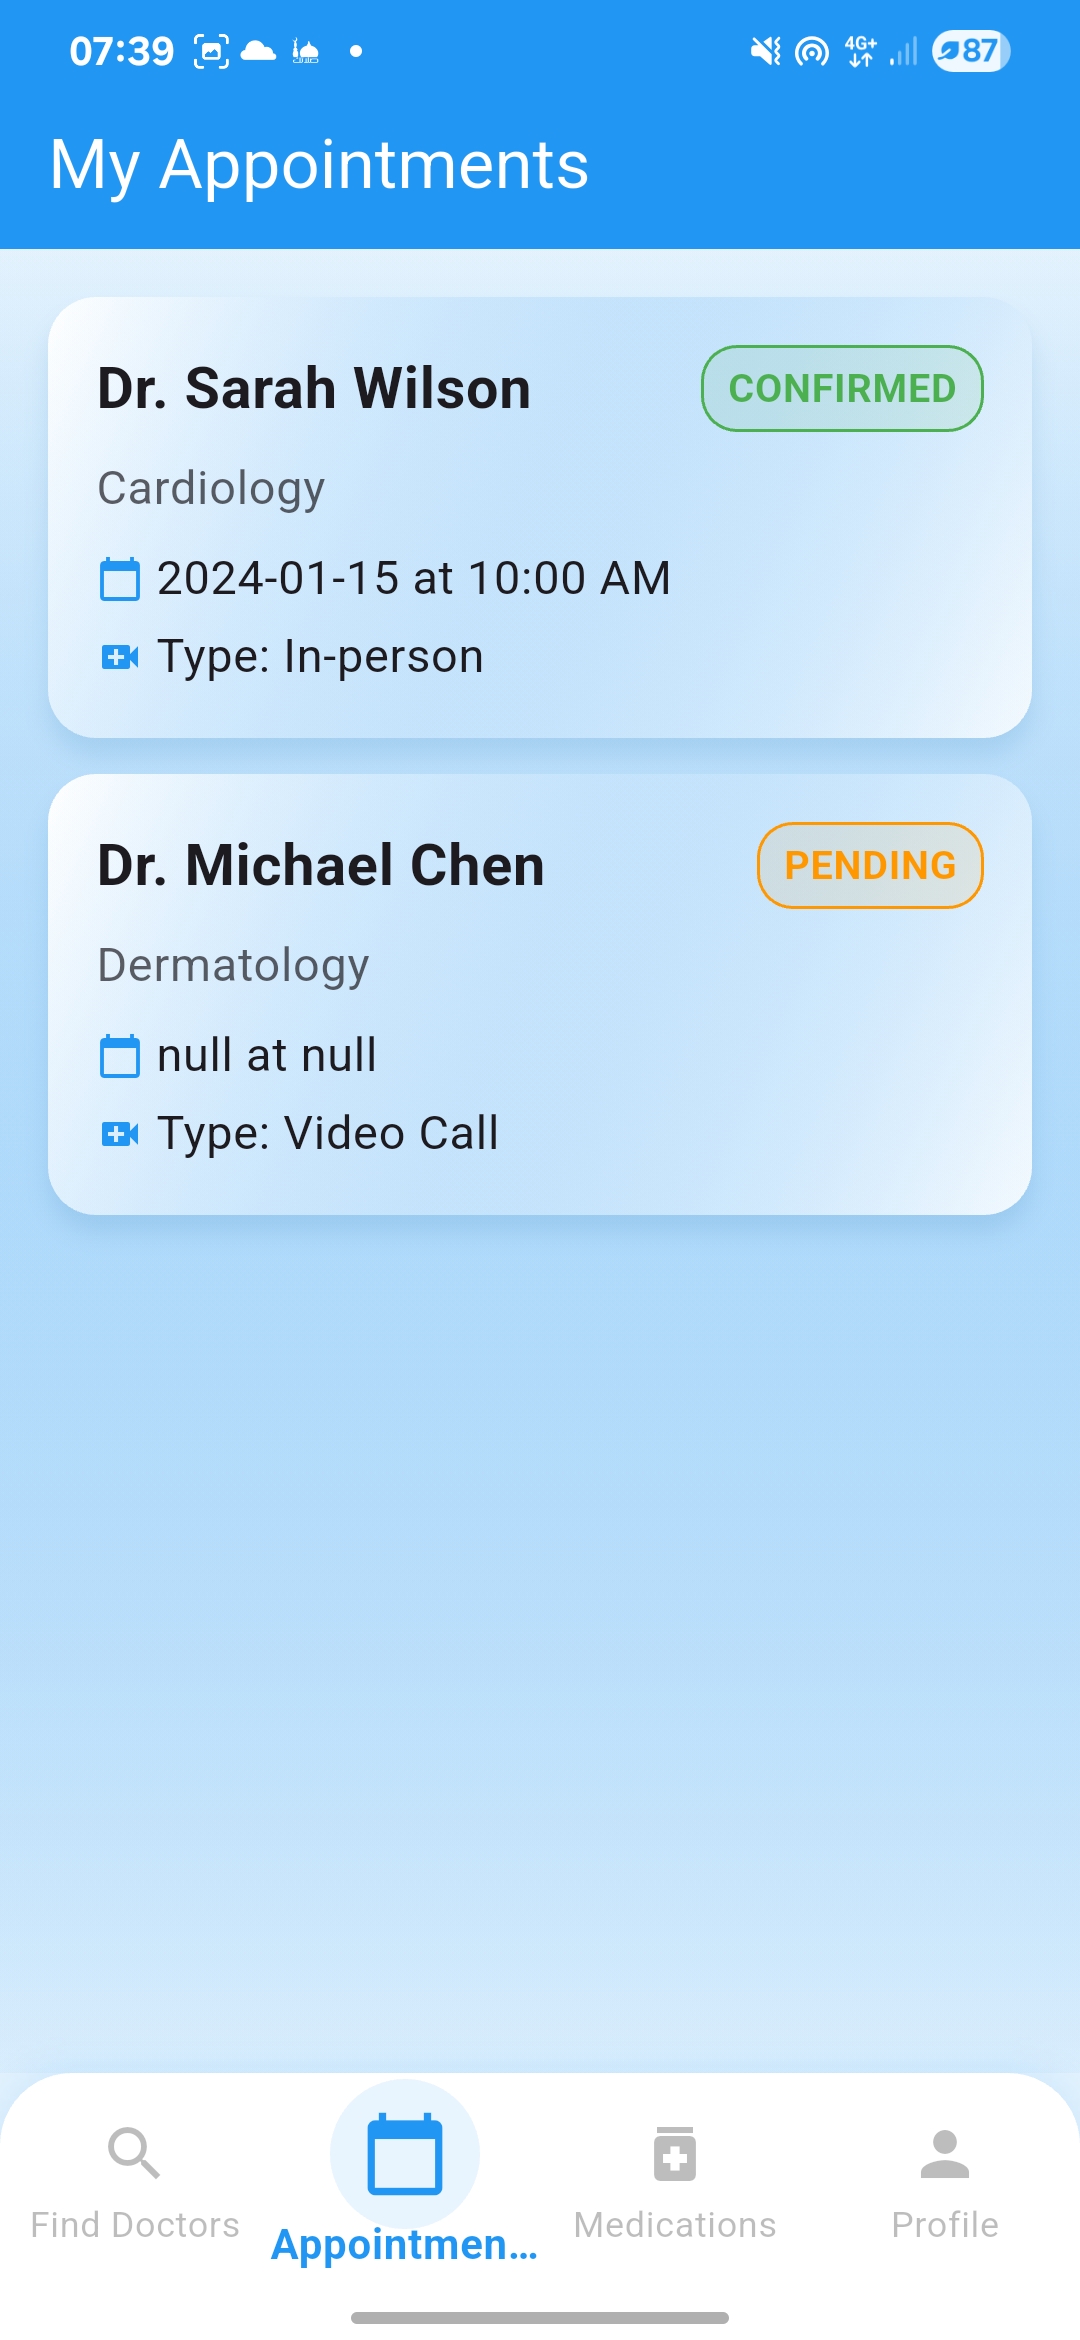 07:39
4G+
87
My Appointments
Dr. Sarah Wilson
CONFIRMED
Cardiology
2024-01-15 at 10:00 AM
Type: In-person
Dr. Michael Chen
PENDING
Dermatology
null at null
Type: Video Call
Find Doctors
Appointmen...
Medications
Profile